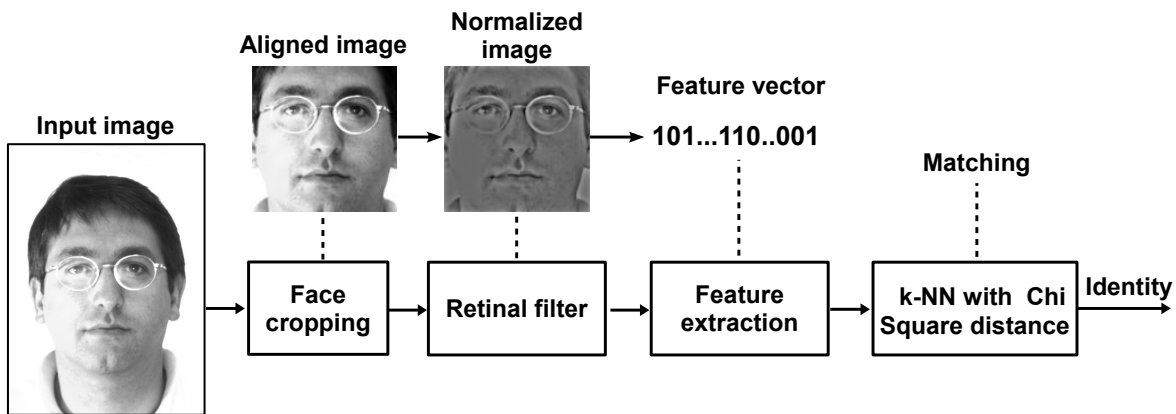 Input image
Aligned image
Normalized
image
Feature vector
101...110..001
Matching
Face
cropping
Retinal filter
Feature
extraction
k-NN with Chi
Square distance
Identity